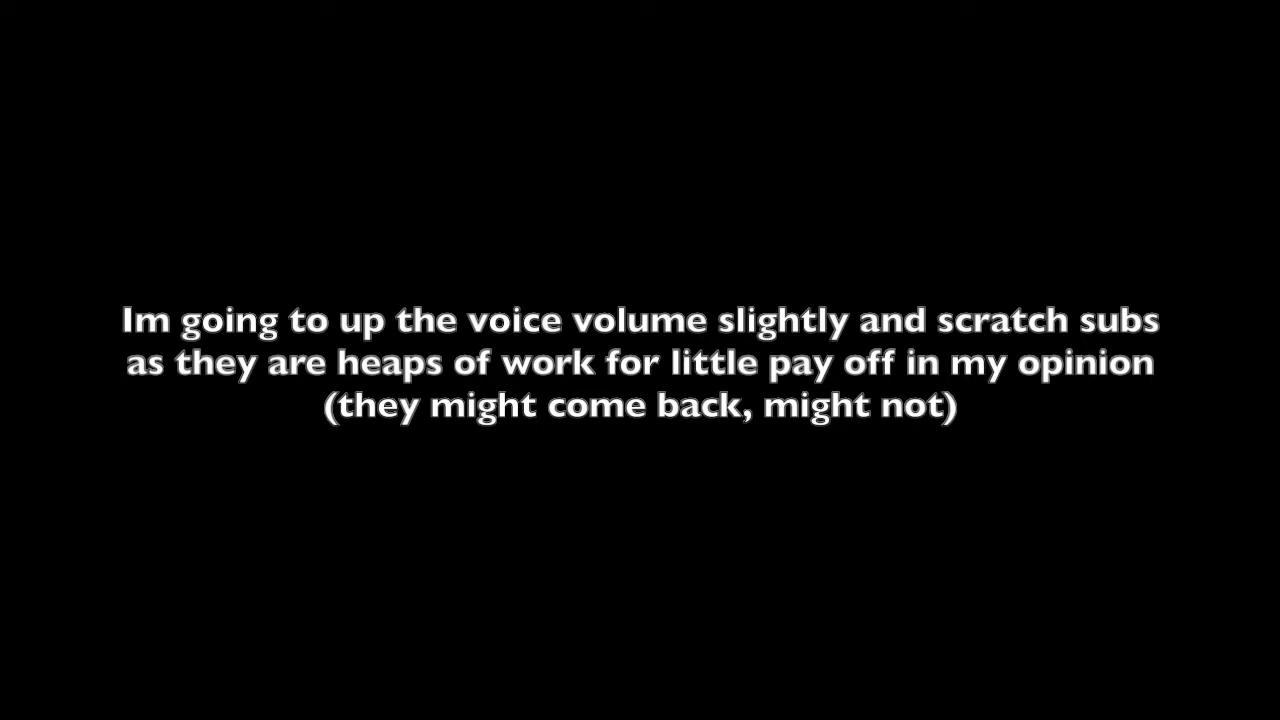 Im going to up the voice volume slightly and scratch subs
as they are heaps of work for little pay off in my opinion
(they might come back, might not)